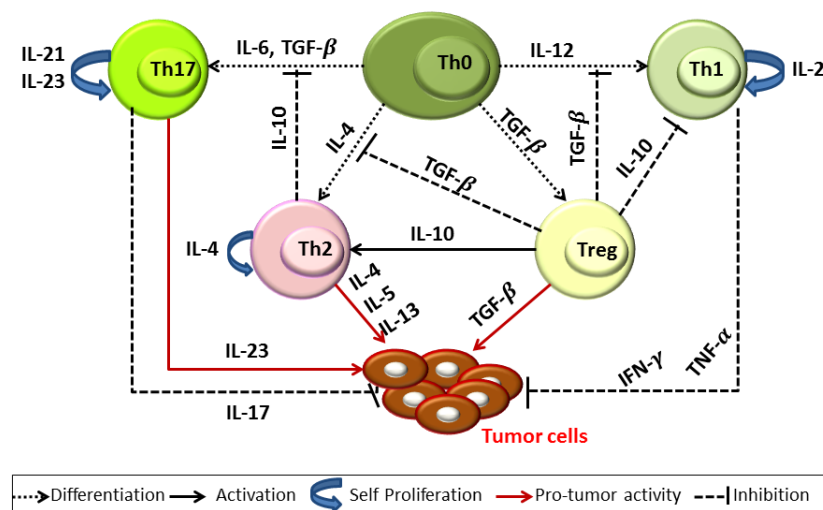 IL-21
IL-23
Th17
IL-6, TGF-β
Th0
IL-12
Th1
IL-2
IL-10
IL-4
TGF-β
TGF-β
TGF-β
IL-10
IL-4
Th2
IL-10
Treg
IL-4
IL-5
IL-13
TGF-β
IL-23
IL-17
IFN-γ
TNF-α
Tumor cells
Differentiation
Activation
Self Proliferation
Pro-tumor activity
Inhibition